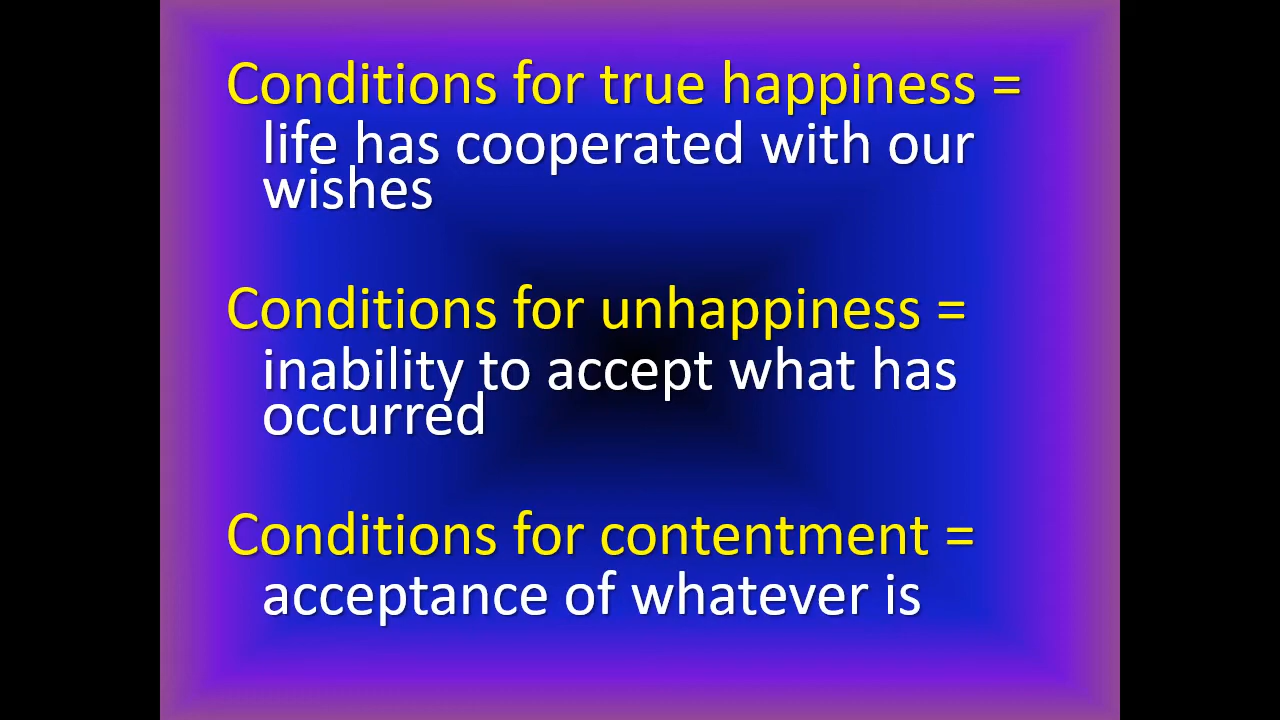 Conditions for true happiness =
life has cooperated with our
wishes
Conditions for unhappiness =
inability to accept what has
occurred
Conditions for contentment =
acceptance of whatever is